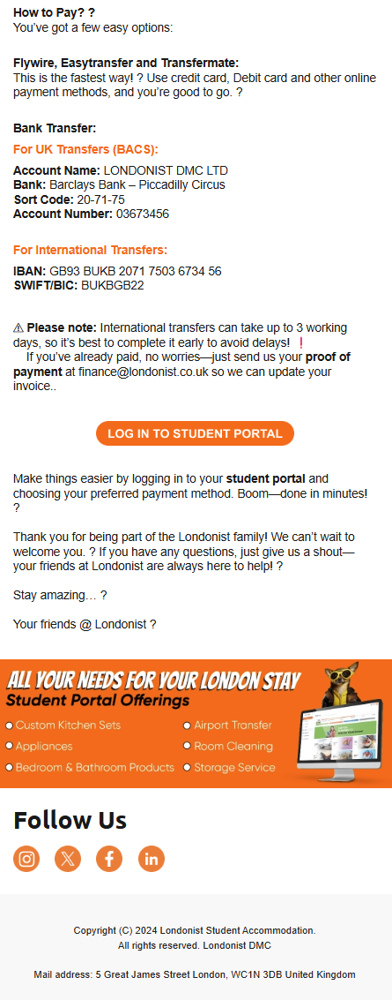 How to Pay? ?
You've got a few easy options:
Flywire, Easytransfer and Transfermate:
This is the fastest way! ? Use credit card, Debit card and other online
payment methods, and you're good to go. ?
Bank Transfer:
For UK Transfers (BACS):
Account Name: LONDONIST DMC LTD
Bank: Barclays Bank – Piccadilly Circus
Sort Code: 20-71-75
Account Number: 03673456
For International Transfers:
IBAN: GB93 BUKB 2071 7503 6734 56
SWIFT/BIC: BUKBGB22
⚠ Please note: International transfers can take up to 3 working
days, so it's best to complete it early to avoid delays! ❗
If you've already paid, no worries—just send us your proof of
payment at finance@londonist.co.uk so we can update your
invoice..
LOG IN TO STUDENT PORTAL
Make things easier by logging in to your student portal and
choosing your preferred payment method. Boom—done in minutes!
?
Thank you for being part of the Londonist family! We can't wait to
welcome you. ? If you have any questions, just give us a shout—
your friends at Londonist are always here to help! ?
Stay amazing… ?
Your friends @ Londonist ?
ALL YOUR NEEDS FOR YOUR LONDON STAY
Student Portal Offerings
Custom Kitchen Sets
Airport Transfer
Appliances
Room Cleaning
Bedroom & Bathroom Products
Storage Service
Follow Us
Copyright (C) 2024 Londonist Student Accommodation.
All rights reserved. Londonist DMC
Mail address: 5 Great James Street London, WC1N 3DB United Kingdom